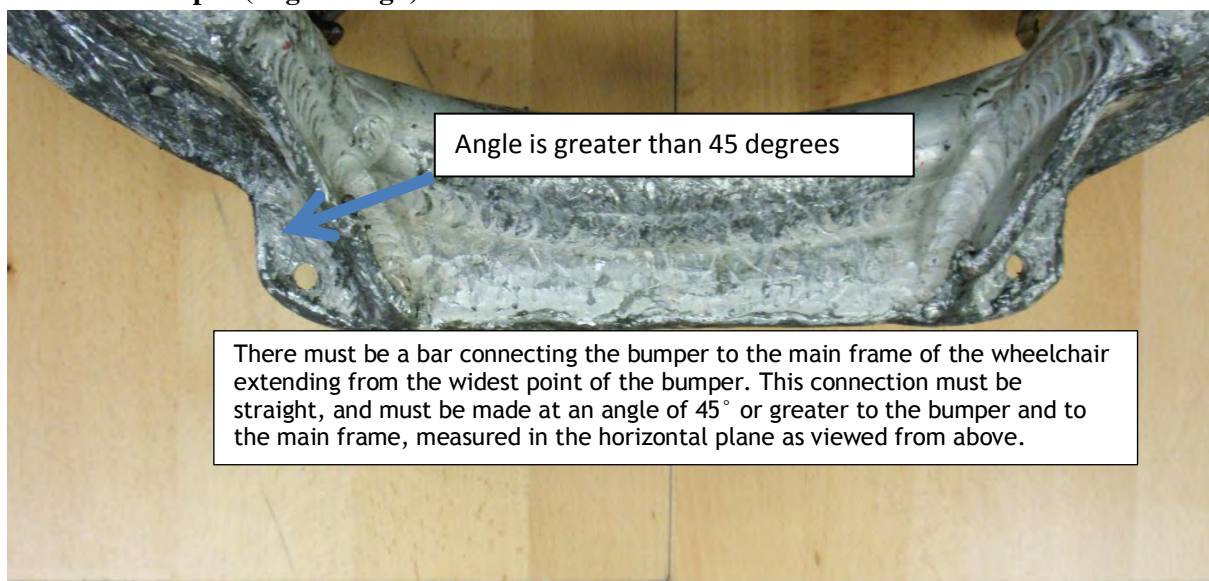 Angle is greater than 45 degrees
There must be a bar connecting the bumper to the main frame of the wheelchair
extending from the widest point of the bumper. This connection must be
straight, and must be made at an angle of 45° or greater to the bumper and to
the main frame, measured in the horizontal plane as viewed from above.